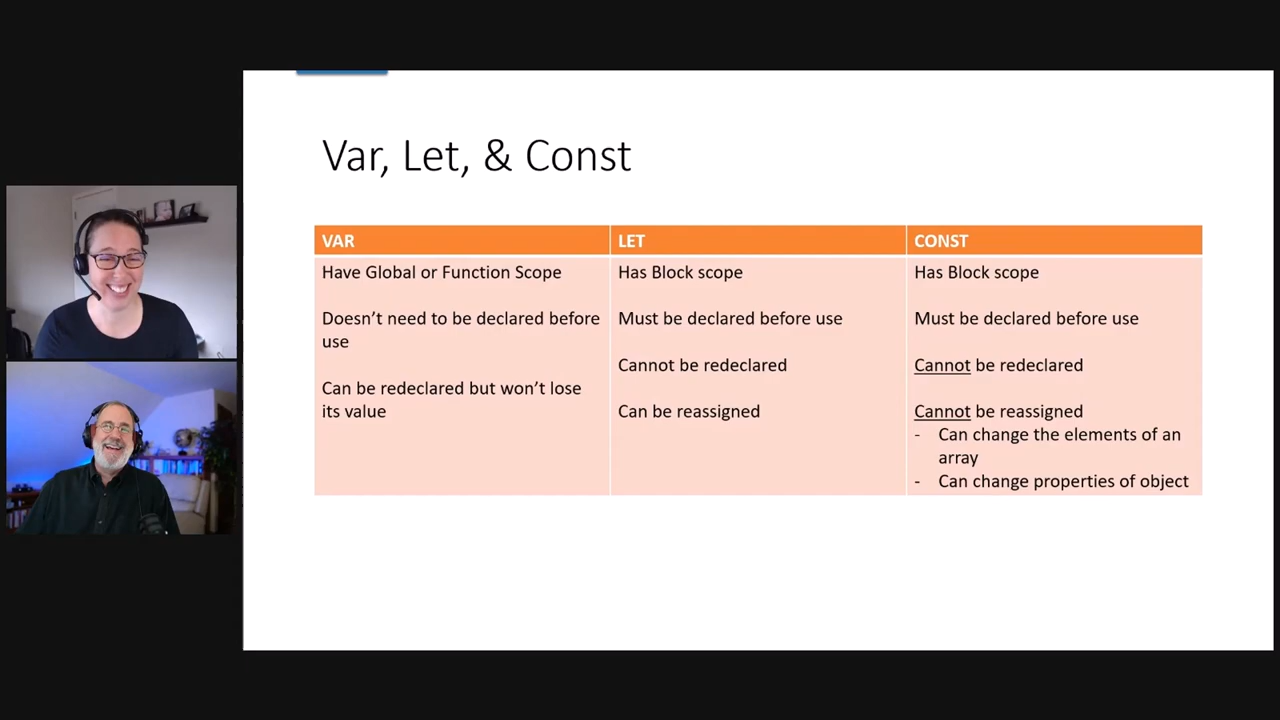 Var, Let, & Const
VAR
LET
CONST
Have Global or Function Scope
Doesn’t need to be declared before
use
Can be redeclared but won’t lose
its value
Has Block scope
Must be declared before use
Cannot be redeclared
Can be reassigned
Has Block scope
Must be declared before use
Cannot be redeclared
Cannot be reassigned
- Can change the elements of an
array
- Can change properties of object